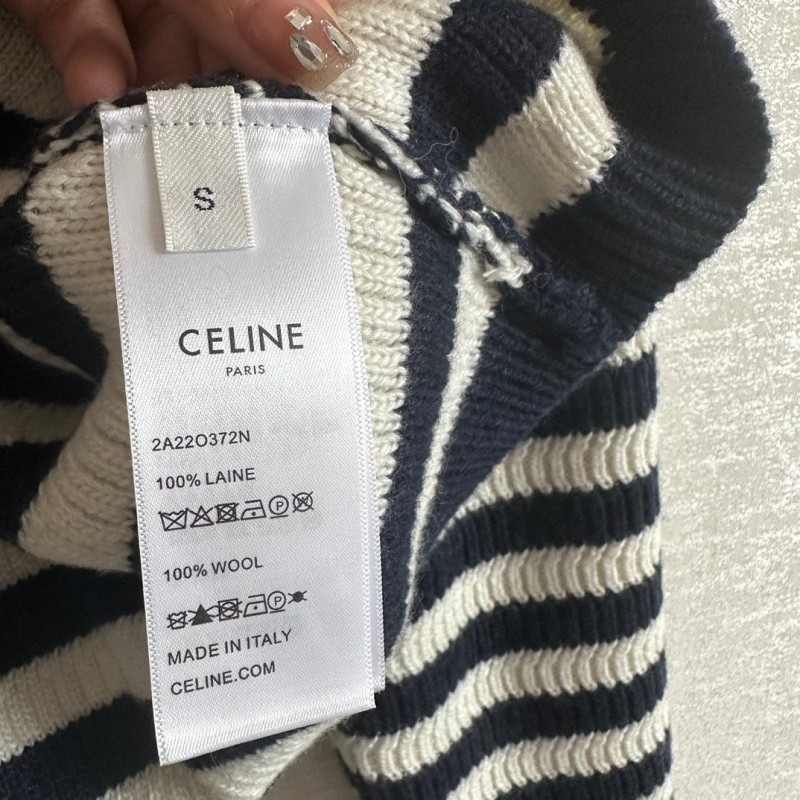 S
CELINE
PARIS
2A22O372N
100% LAINE
P
100% WOOL
P
MADE IN ITALY
CELINE.COM